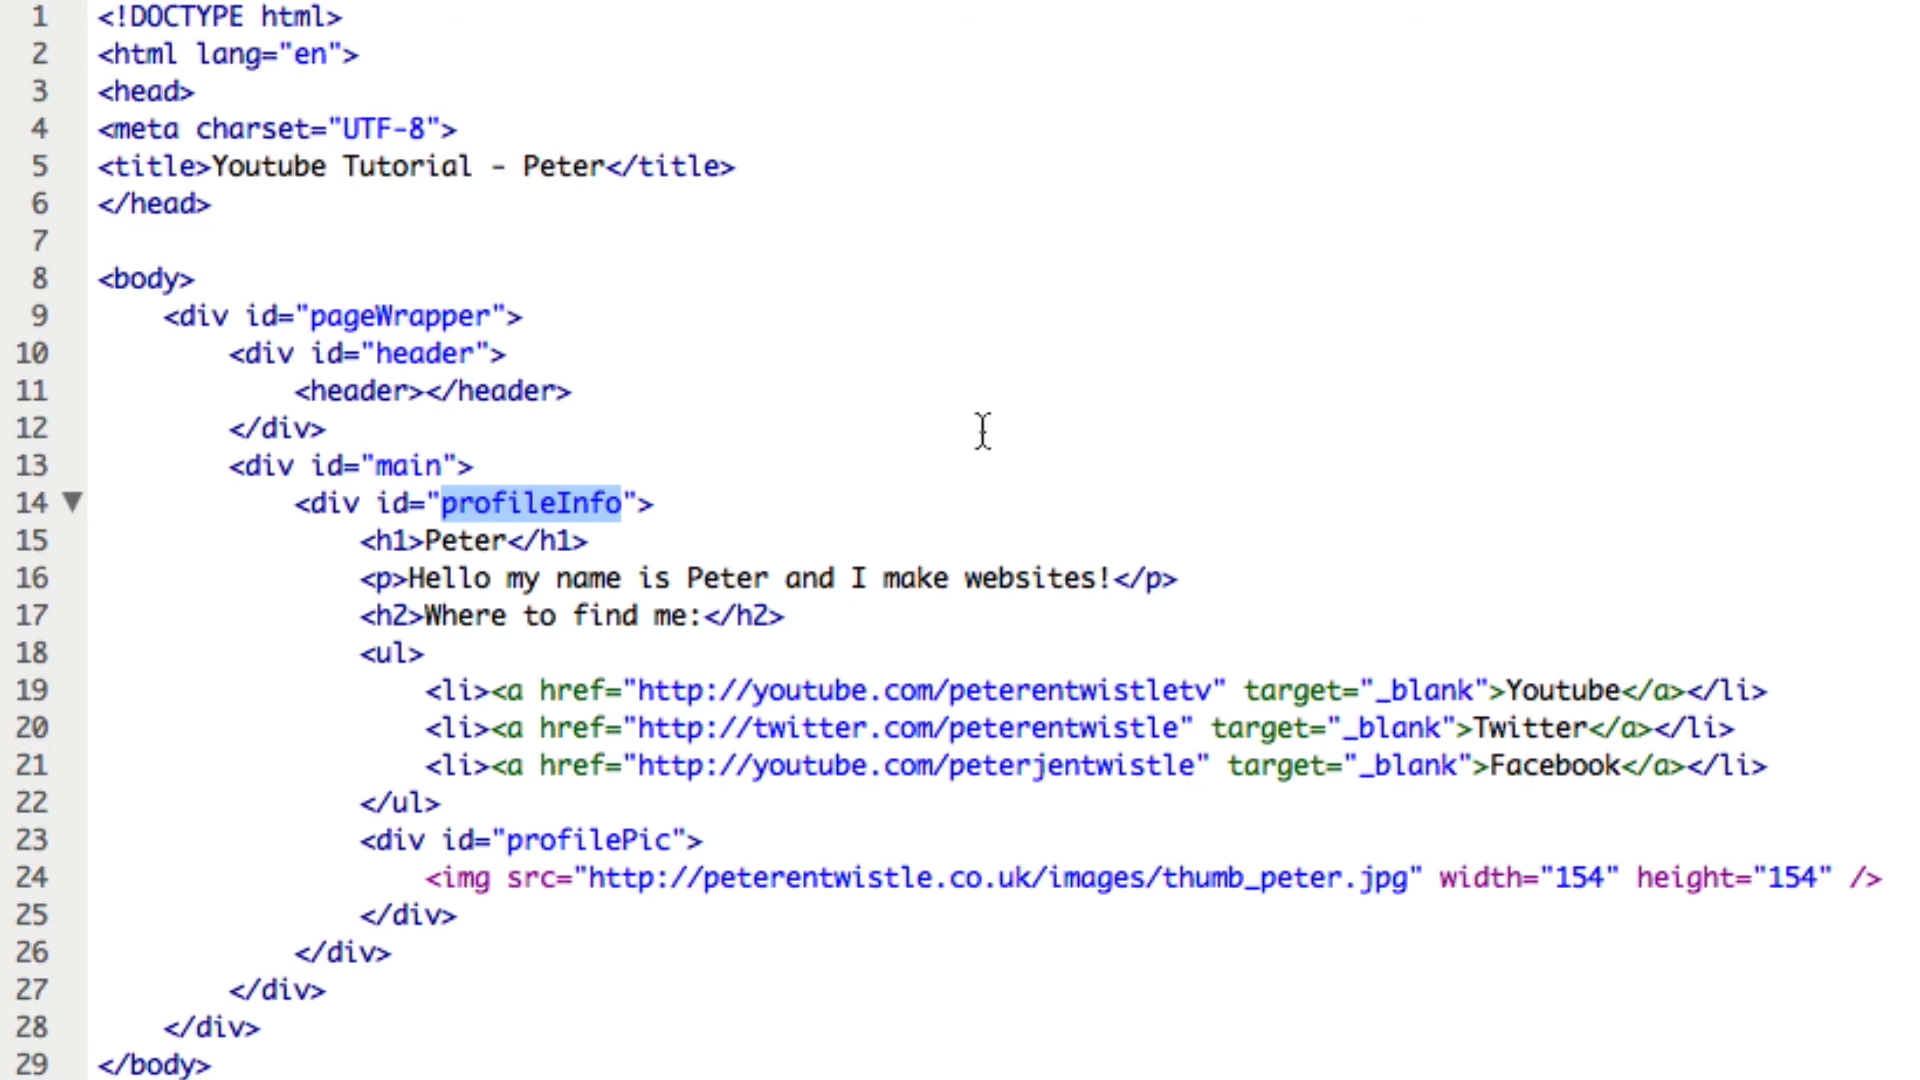 1 <!DOCTYPE html>
2 <html lang="en">
3 <head>
4 <meta charset="UTF-8">
5 <title>Youtube Tutorial - Peter</title>
6 </head>
7
8 <body>
9 <div id="pageWrapper">
10 <div id="header">
11 <header></header>
12 </div>
13 <div id="main">
14 <div id="profileInfo">
15 <h1>Peter</h1>
16 <p>Hello my name is Peter and I make websites!</p>
17 <h2>Where to find me:</h2>
18 <ul>
19 <li><a href="http://youtube.com/peterentwistletv" target="_blank">Youtube</a></li>
20 <li><a href="http://twitter.com/peterentwistle" target="_blank">Twitter</a></li>
21 <li><a href="http://youtube.com/peterjentwistle" target="_blank">Facebook</a></li>
22 </ul>
23 <div id="profilePic">
24 <img src="http://peterentwistle.co.uk/images/thumb_peter.jpg" width="154" height="154" />
25 </div>
26 </div>
27 </div>
28 </div>
29 </body>